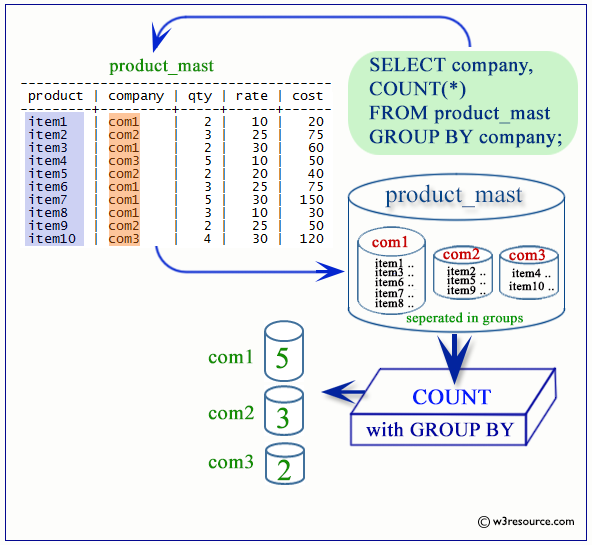 product_mast
product | company | qty | rate | cost
item1 | com1 | 2 | 10 | 20
item2 | com2 | 3 | 25 | 75
item3 | com1 | 2 | 30 | 60
item4 | com3 | 5 | 10 | 50
item5 | com2 | 2 | 20 | 40
item6 | com1 | 3 | 25 | 75
item7 | com1 | 5 | 30 | 150
item8 | com1 | 3 | 10 | 30
item9 | com2 | 2 | 25 | 50
item10 | com3 | 4 | 30 | 120
SELECT company,
COUNT(*)
FROM product_mast
GROUP BY company;
product_mast
com1
item1 ..
item3 ..
item6 ..
item7 ..
item8 ..
com2
item2 ..
item5 ..
item9 ..
com3
item4 ..
item10 ..
seperated in groups
COUNT
with GROUP BY
com1 5
com2 3
com3 2
© w3resource.com